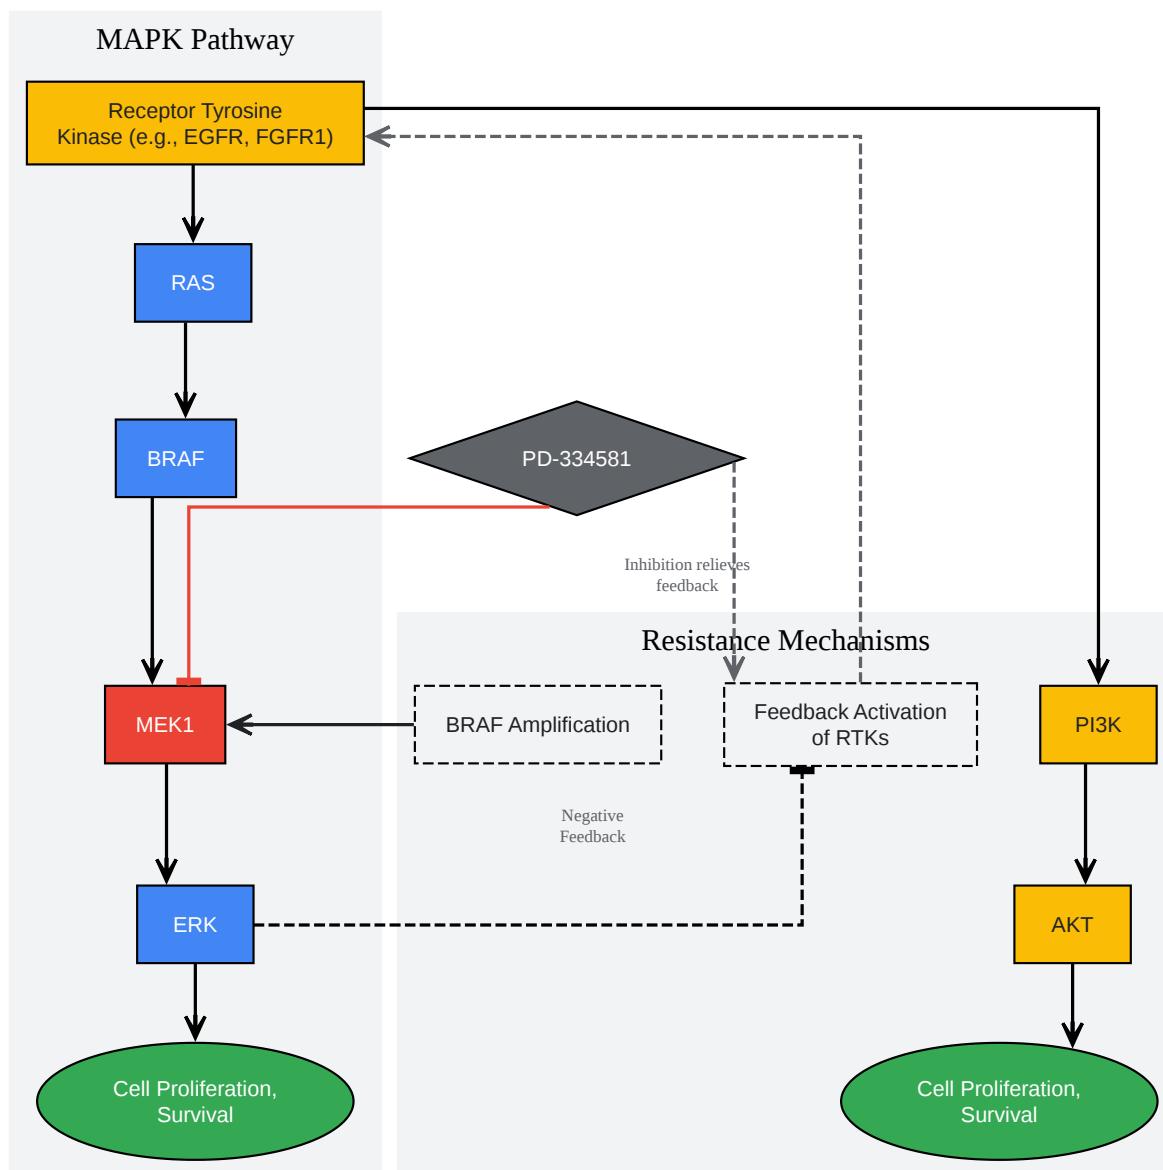 MAPK Pathway
Receptor Tyrosine
Kinase (e.g., EGFR, FGFR1)
RAS
BRAF
PD-334581
Inhibition relieves
feedback
Resistance Mechanisms
MEK1
BRAF Amplification
Feedback Activation
of RTKs
PI3K
Negative
Feedback
ERK
AKT
Cell Proliferation,
Survival
Cell Proliferation,
Survival